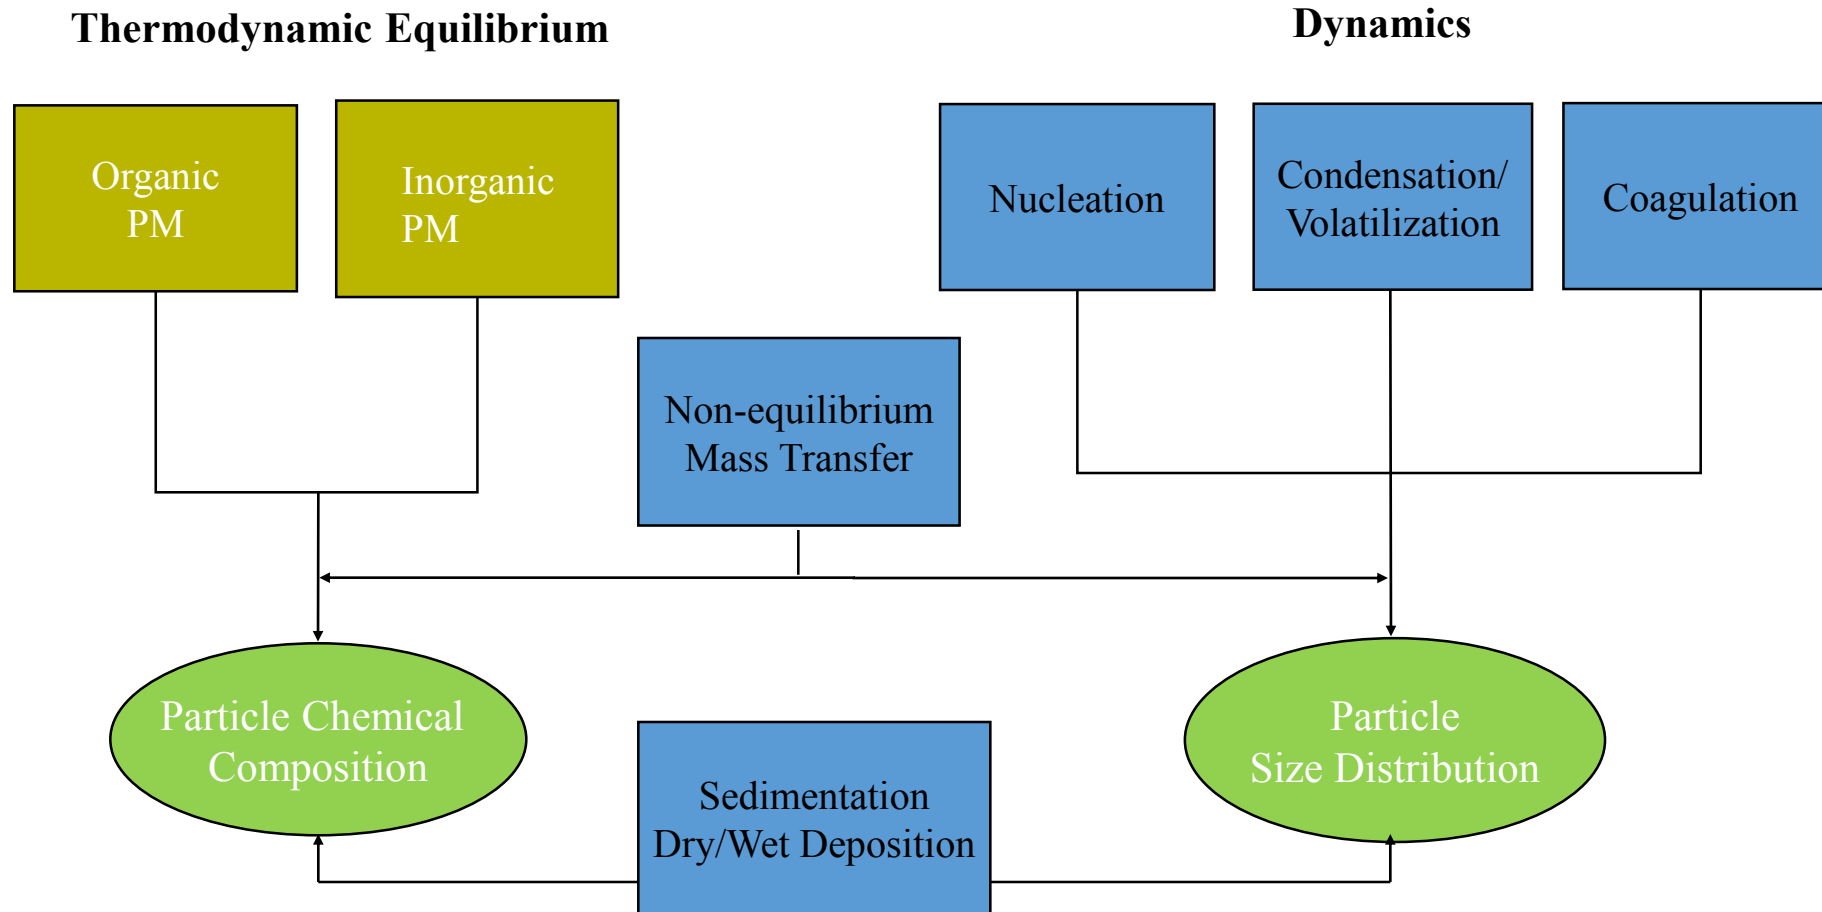 Thermodynamic Equilibrium
Dynamics
Organic
PM
Inorganic
PM
Nucleation
Condensation/
Volatilization
Coagulation
Non-equilibrium
Mass Transfer
Particle Chemical
Composition
Particle
Size Distribution
Sedimentation
Dry/Wet Deposition